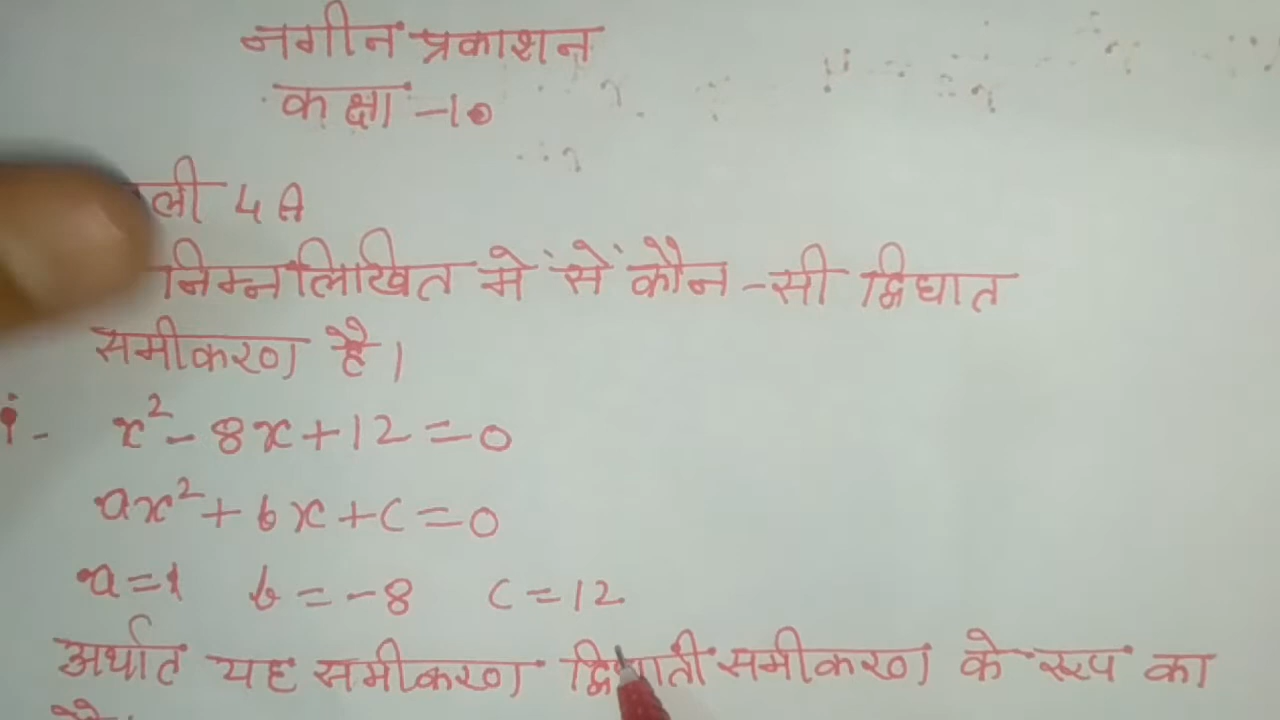 नगीन प्रकाशन
कक्षा -10
ली 4A
निम्नलिखित में सें कौन -सी द्विघात
समीकरण है।
i- x² - 8x + 12 = 0
ax² + bx + c = 0
a = 1 b = -8 c = 12
अर्थात यह समीकरण द्विघाती समीकरण के रूप का